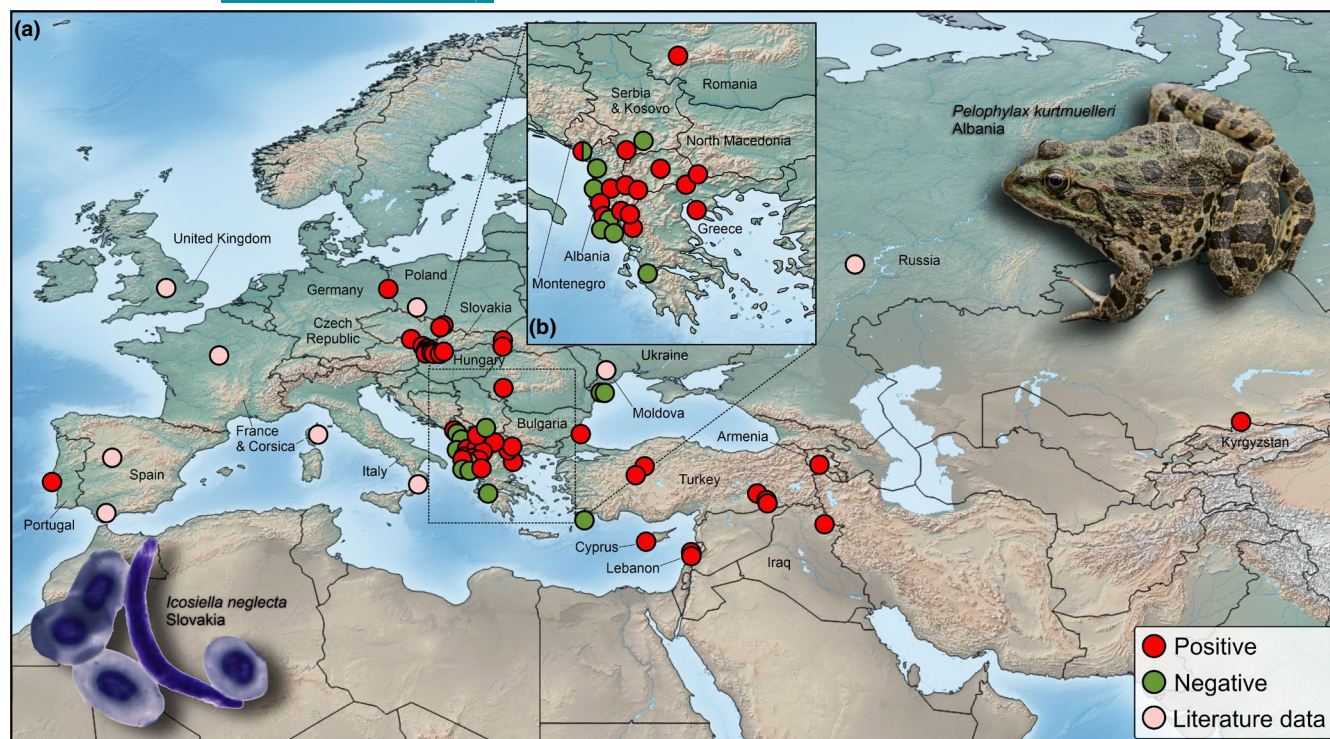 (a)
Romania
Serbia
& Kosovo
North Macedonia
Pelophylax kurtmuelleri
Albania
United Kingdom
Albania
Greece
Montenegro
(b)
Russia
Poland
Germany
Slovakia
Czech
Republic
Hungary
Ukraine
Moldova
France
& Corsica
Bulgaria
Armenia
Kyrgyzstan
Italy
Spain
Turkey
Portugal
Cyprus
Lebanon
Iraq
Icosiella neglecta
Slovakia
Positive
Negative
Literature data